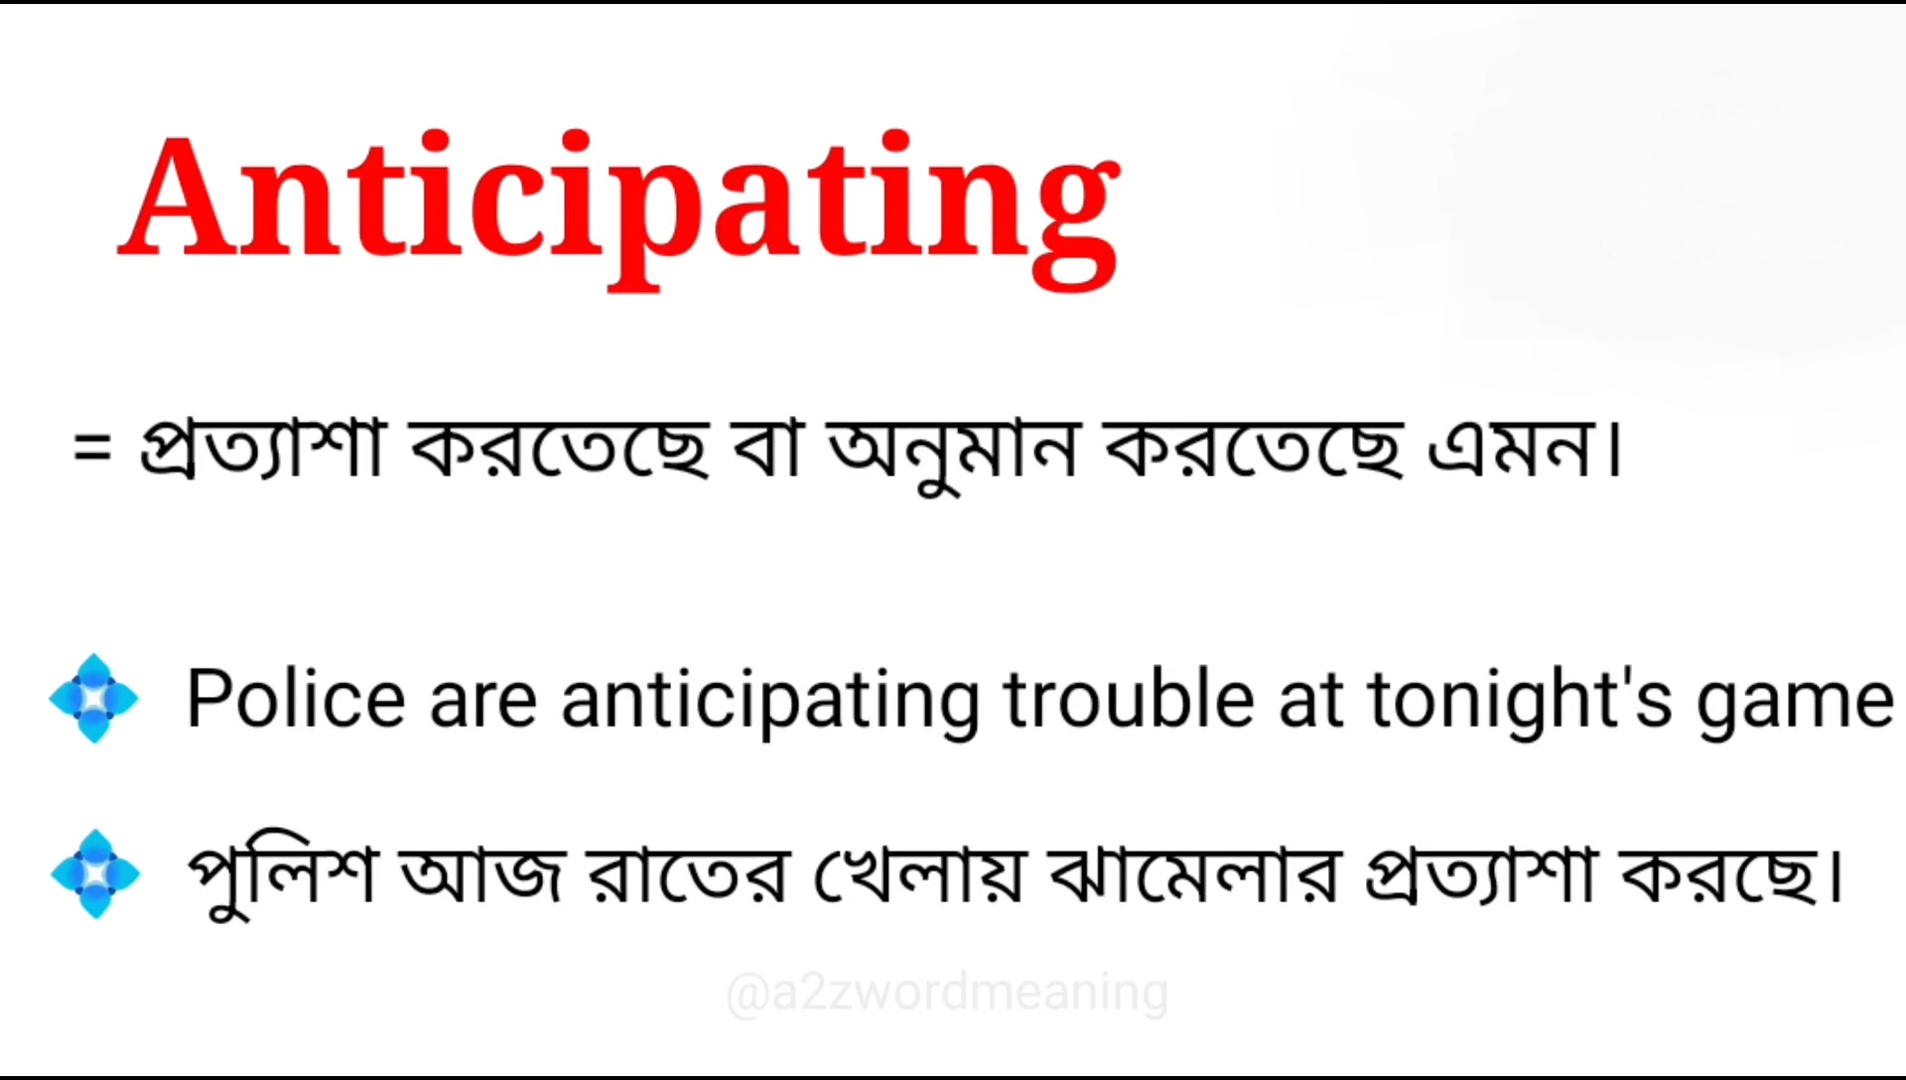 Anticipating
= প্রত্যাশা করতেছে বা অনুমান করতেছে এমন।
💠 Police are anticipating trouble at tonight's game
💠 পুলিশ আজ রাতের খেলায় ঝামেলার প্রত্যাশা করছে।
@a2zwordmeaning